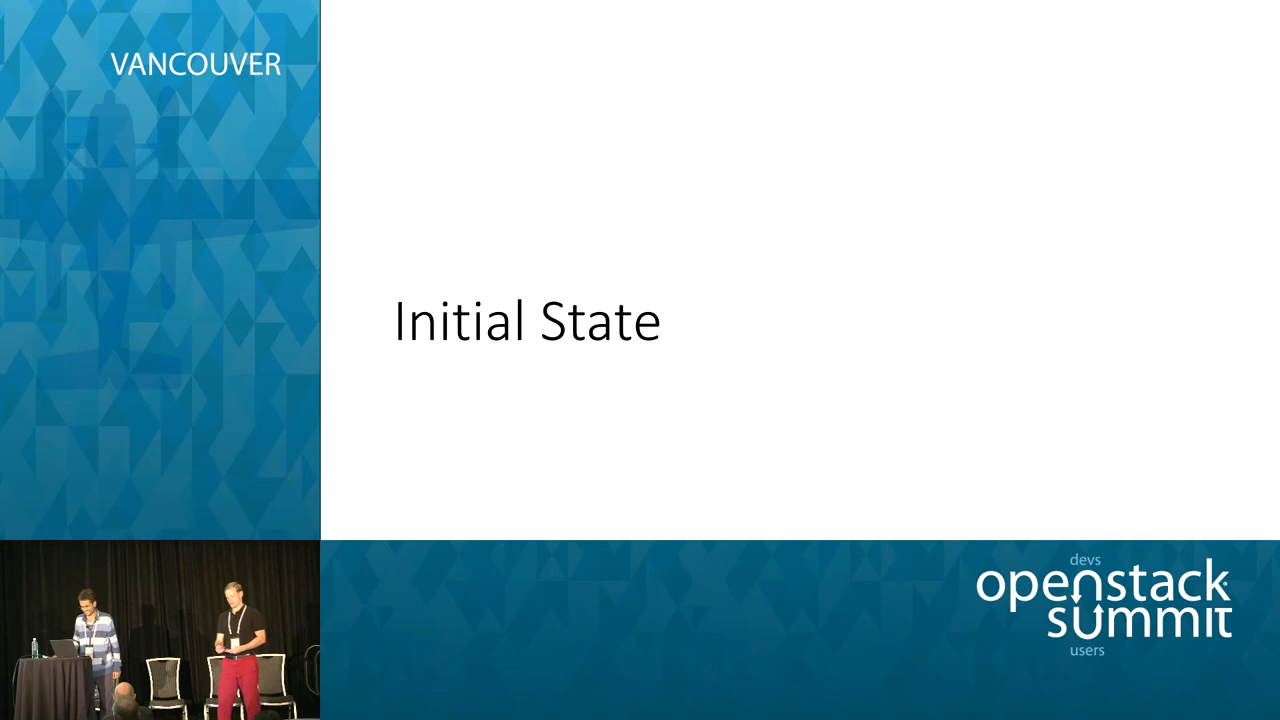 VANCOUVER
Initial State
devs
openstack
summit
users